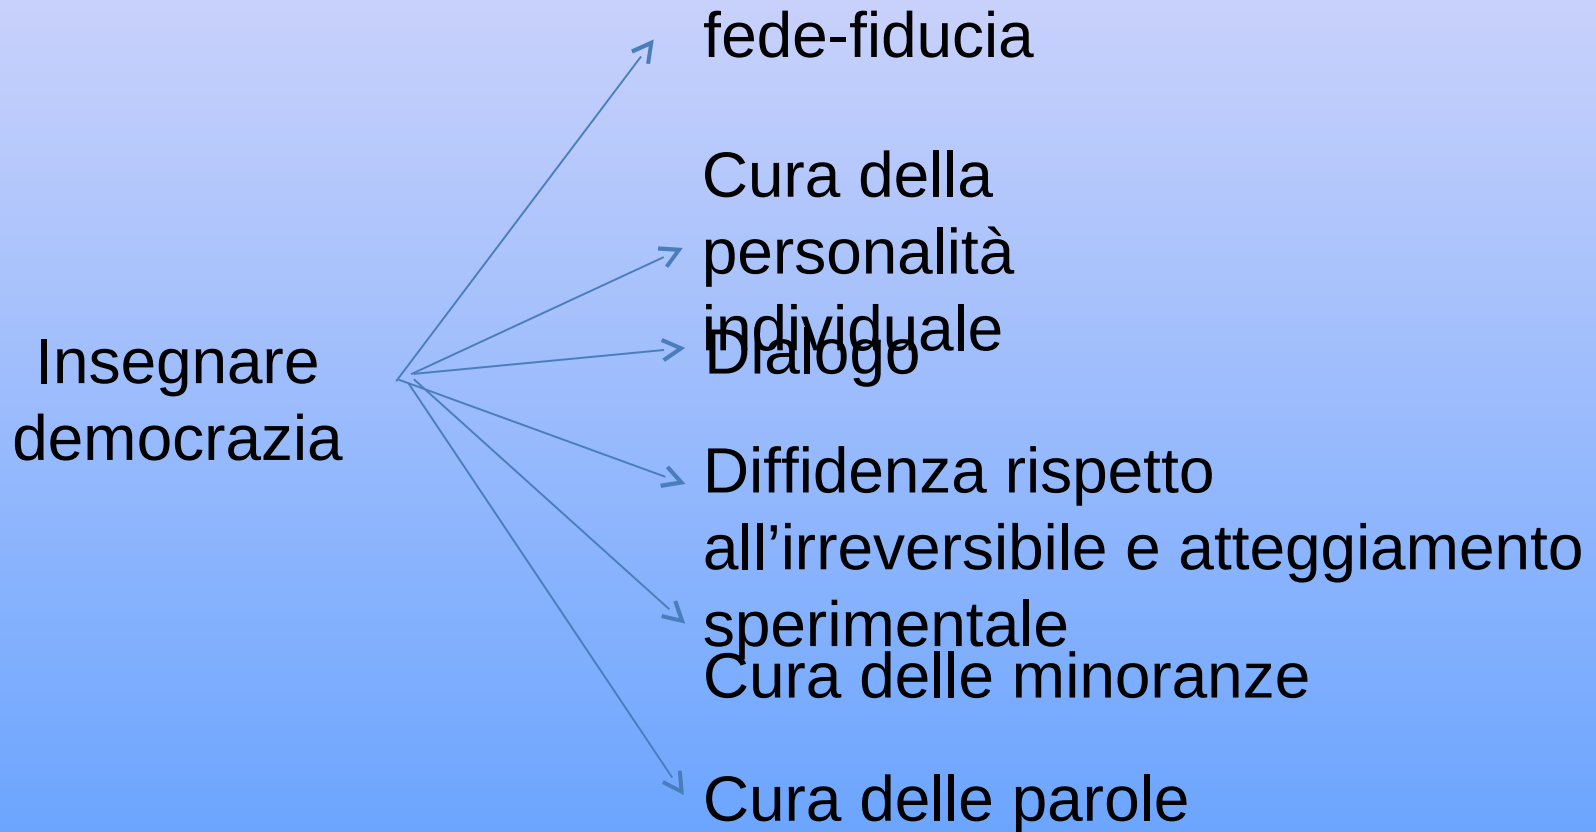 fede-fiducia
Cura della
personalità
individuale
Dialogo
Insegnare
democrazia
Diffidenza rispetto
all’irreversibile e atteggiamento
sperimentale
Cura delle minoranze
Cura delle parole